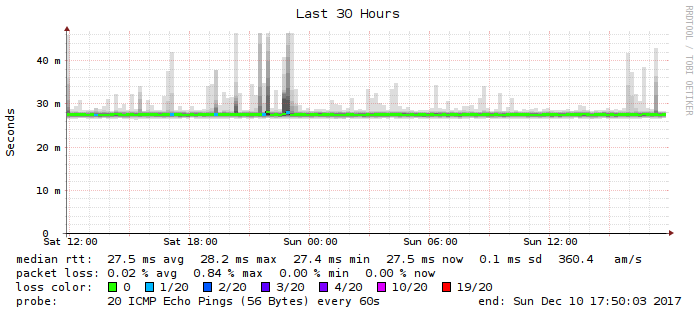 Last 30 Hours
RRDTOOL / TOBI OETIKER
Seconds
40 m
30 m
20 m
10 m
0
Sat 12:00 Sat 18:00 Sun 00:00 Sun 06:00 Sun 12:00
median rtt: 27.5 ms avg 28.2 ms max 27.4 ms min 27.5 ms now 0.1 ms sd 360.4 am/s
packet loss: 0.02 % avg 0.84 % max 0.00 % min 0.00 % now
loss color: 0 1/20 2/20 3/20 4/20 10/20 19/20
probe: 20 ICMP Echo Pings (56 Bytes) every 60s end: Sun Dec 10 17:50:03 2017